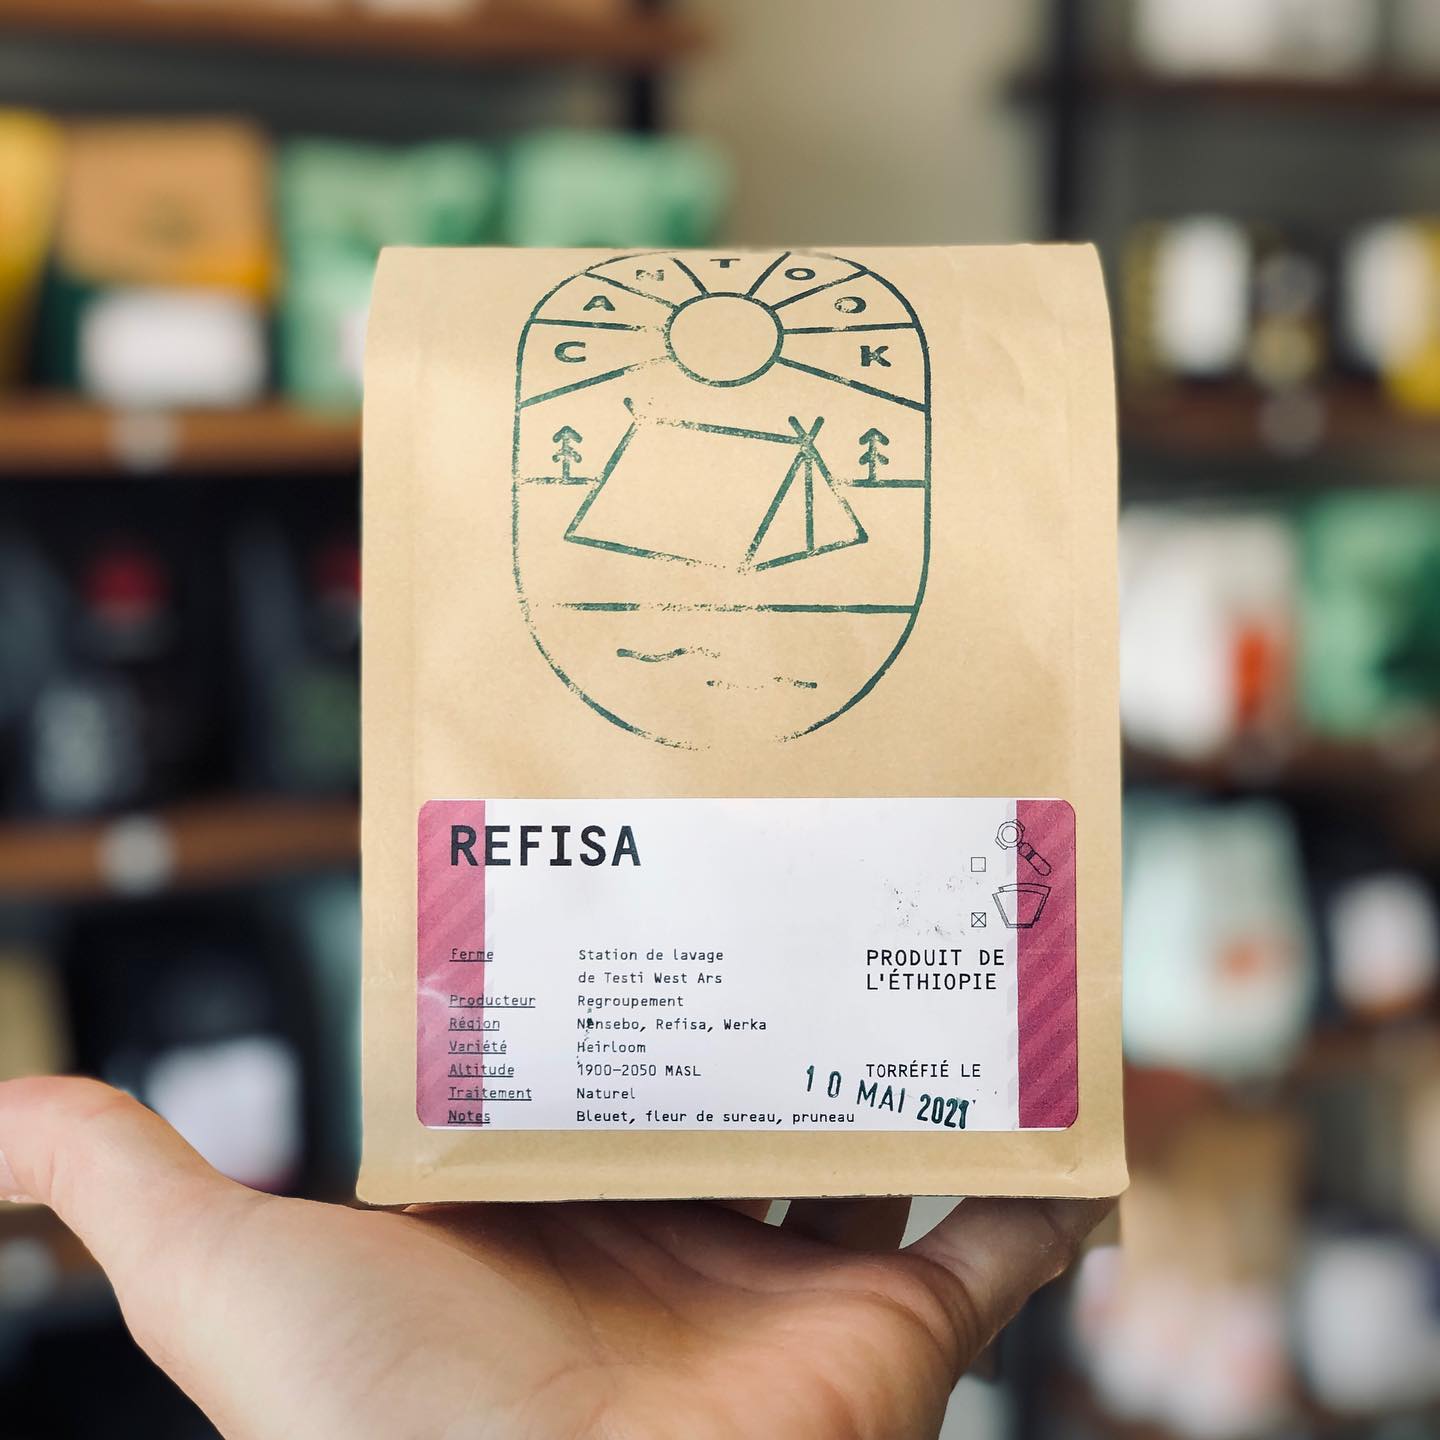 CANTOOK
REFISA
Ferme Station de lavage
de Testi West Ars
Producteur Regroupement
Région Nensebo, Refisa, Werka
Variété Heirloom
Altitude 1900-2050 MASL
Traitement Naturel
Notes Bleuet, fleur de sureau, pruneau
PRODUIT DE
L'ÉTHIOPIE
TORRÉFIÉ LE
10 MAI 2021